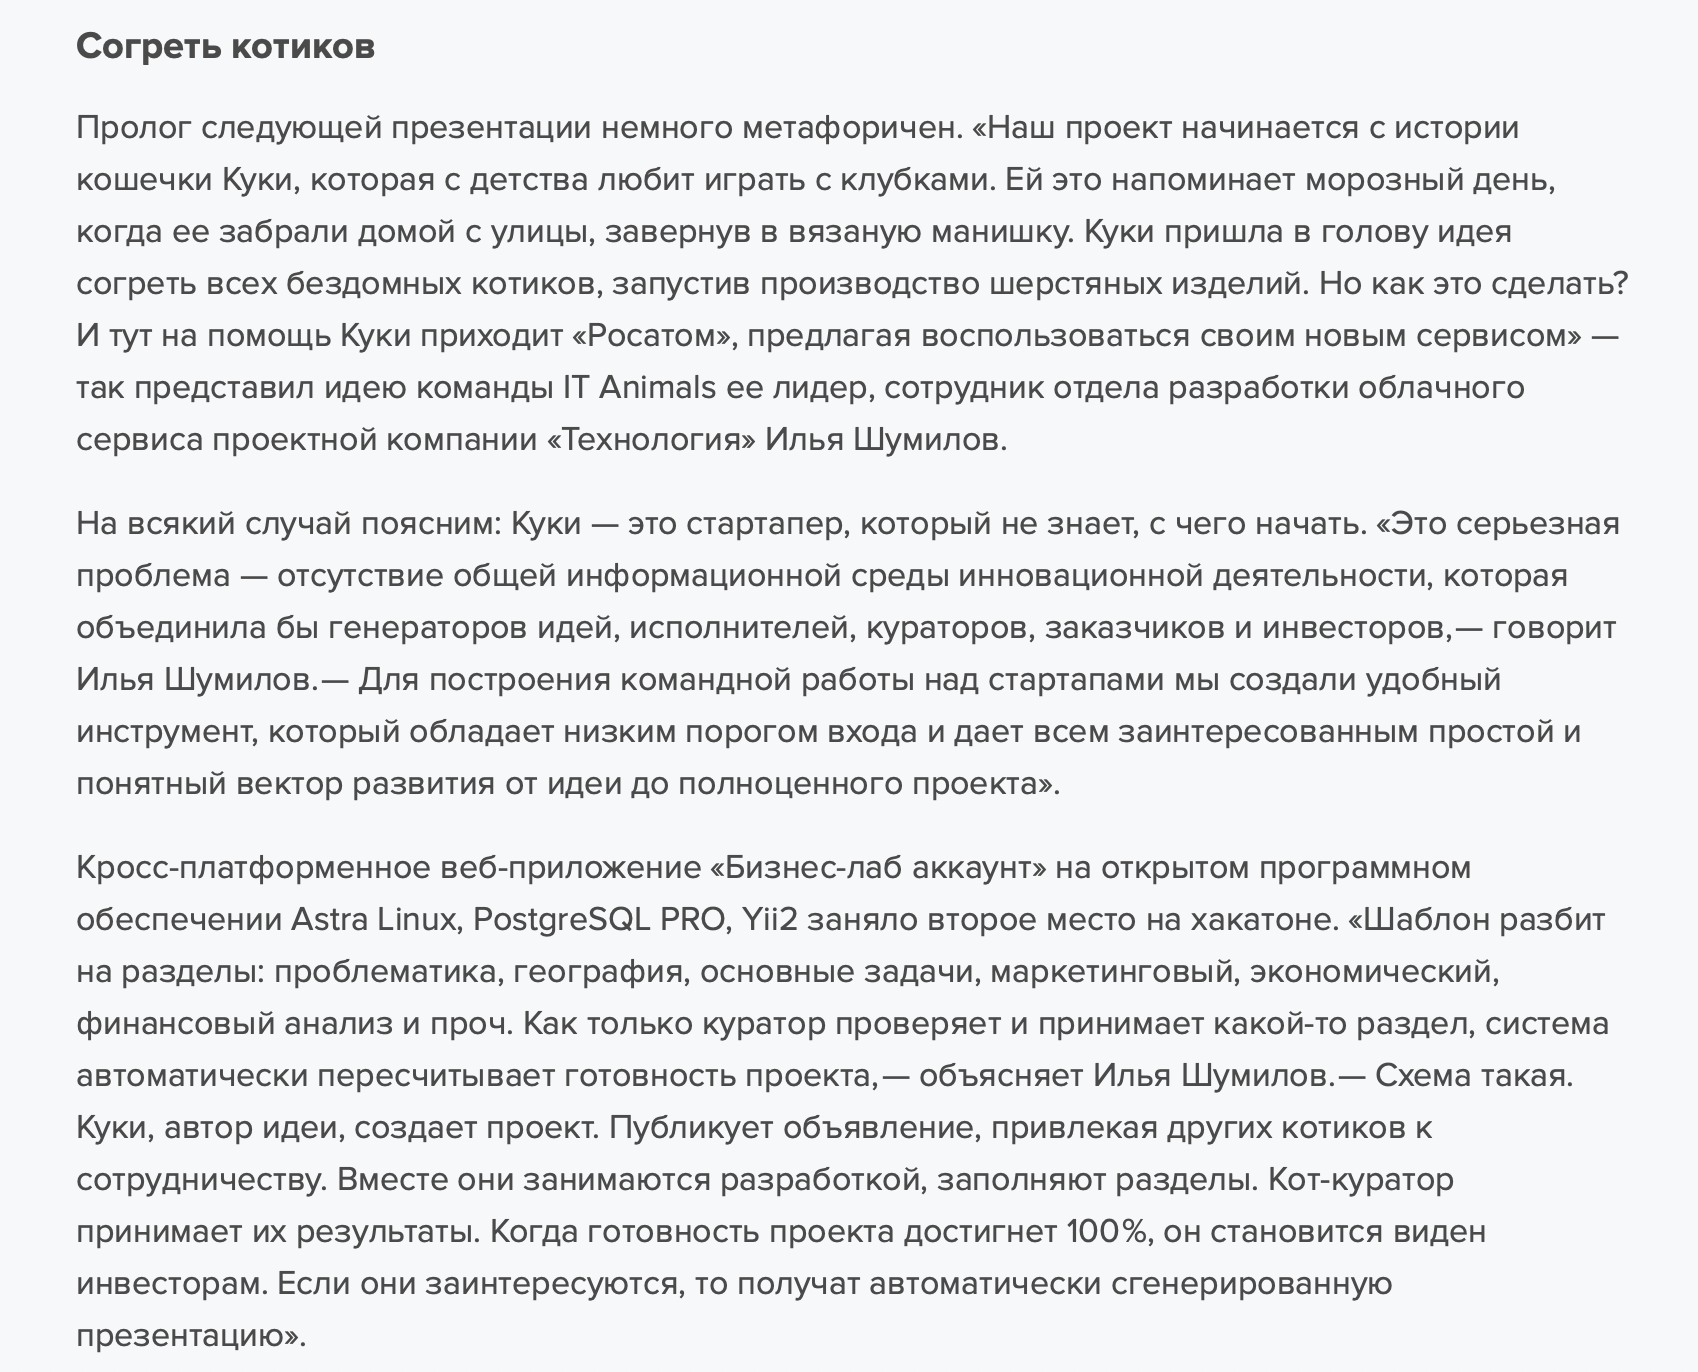 Согреть котиков
Пролог следующей презентации немного метафоричен. «Наш проект начинается с истории
кошечки Куки, которая с детства любит играть с клубками. Ей это напоминает морозный день,
когда ее забрали домой с улицы, завернув в вязаную манишку. Куки пришла в голову идея
согреть всех бездомных котиков, запустив производство шерстяных изделий. Но как это сделать?
И тут на помощь Куки приходит «Росатом», предлагая воспользоваться своим новым сервисом» —
так представил идею команды IT Animals ее лидер, сотрудник отдела разработки облачного
сервиса проектной компании «Технология» Илья Шумилов.
На всякий случай поясним: Куки — это стартапер, который не знает, с чего начать. «Это серьезная
проблема — отсутствие общей информационной среды инновационной деятельности, которая
объединила бы генераторов идей, исполнителей, кураторов, заказчиков и инвесторов,— говорит
Илья Шумилов.— Для построения командной работы над стартапами мы создали удобный
инструмент, который обладает низким порогом входа и дает всем заинтересованным простой и
понятный вектор развития от идеи до полноценного проекта».
Кросс-платформенное веб-приложение «Бизнес-лаб аккаунт» на открытом программном
обеспечении Astra Linux, PostgreSQL PRO, Yii2 заняло второе место на хакатоне. «Шаблон разбит
на разделы: проблематика, география, основные задачи, маркетинговый, экономический,
финансовый анализ и проч. Как только куратор проверяет и принимает какой-то раздел, система
автоматически пересчитывает готовность проекта,— объясняет Илья Шумилов.— Схема такая.
Куки, автор идеи, создает проект. Публикует объявление, привлекая других котиков к
сотрудничеству. Вместе они занимаются разработкой, заполняют разделы. Кот-куратор
принимает их результаты. Когда готовность проекта достигнет 100%, он становится виден
инвесторам. Если они заинтересуются, то получат автоматически сгенерированную
презентацию».